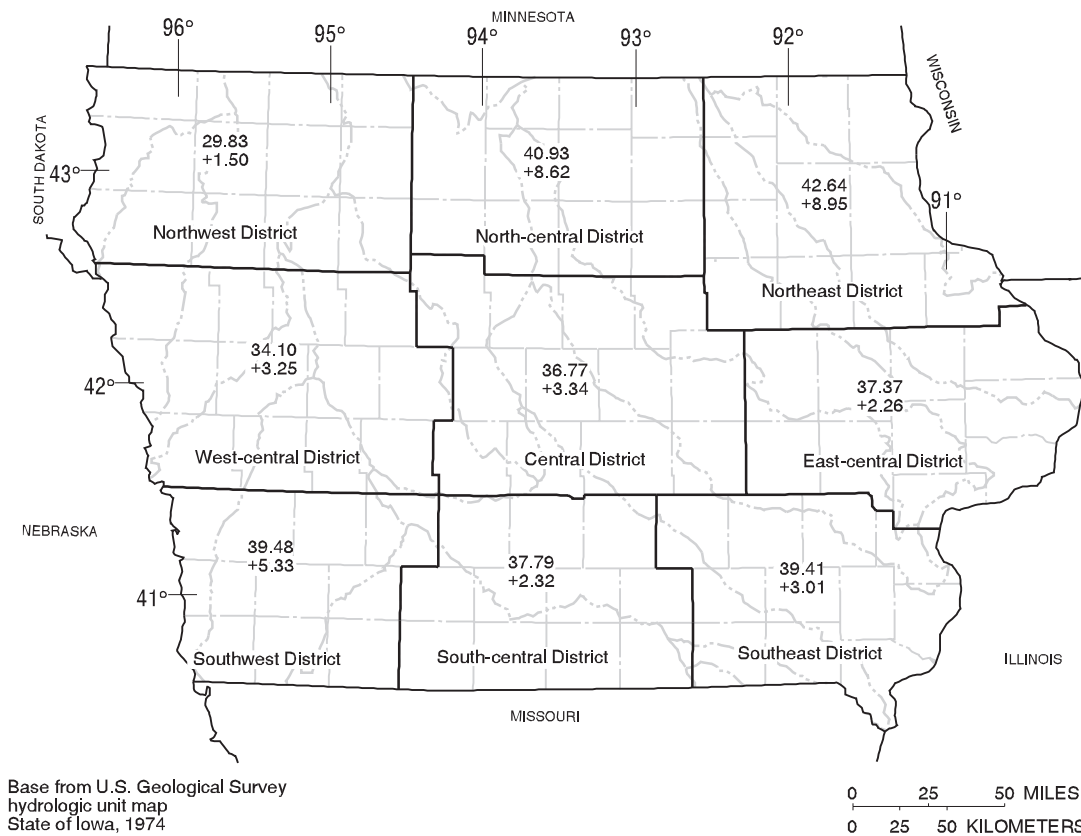 MINNESOTA
96°
95°
94°
93°
92°
WISCONSIN
SOUTH DAKOTA
43°
29.83
+1.50
Northwest District
40.93
+8.62
North-central District
42.64
+8.95
91°
Northeast District
42°
34.10
+3.25
West-central District
36.77
+3.34
Central District
37.37
+2.26
East-central District
NEBRASKA
41°
39.48
+5.33
Southwest District
37.79
+2.32
South-central District
39.41
+3.01
Southeast District
ILLINOIS
MISSOURI
Base from U.S. Geological Survey
hydrologic unit map
State of Iowa, 1974
0 25 50 MILES
0 25 50 KILOMETERS